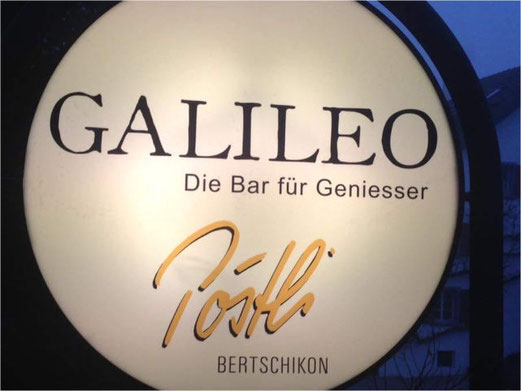 GALILEO
Die Bar für Geniesser
Pöstli
BERTSCHIKON